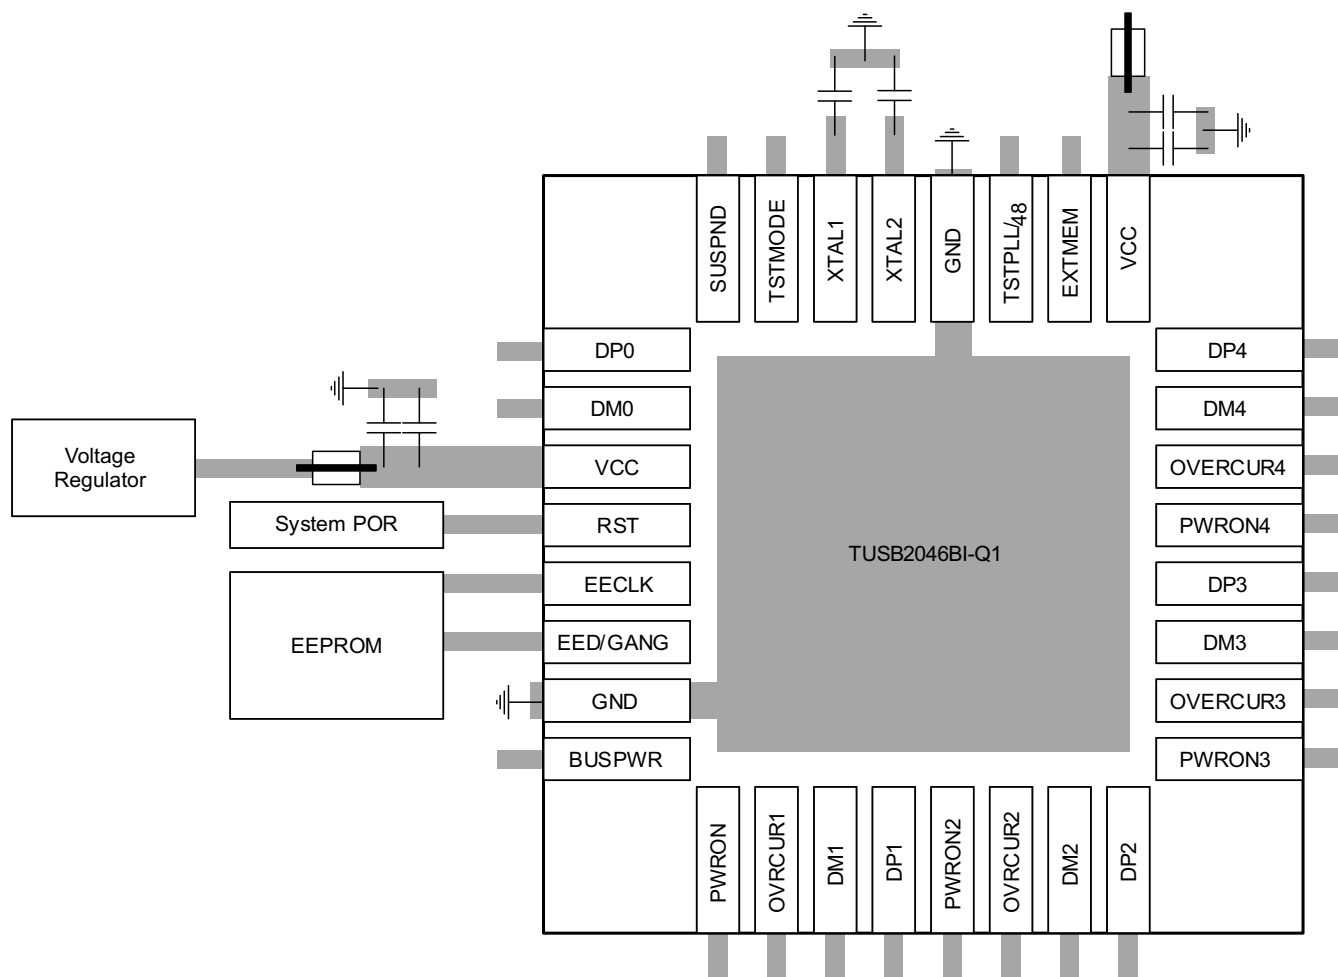 SUSPND
TSTMODE
XTAL1
XTAL2
GND
TSTPLL/48
EXTMEM
VCC
DP0
DM0
VCC
RST
EECLK
EED/GANG
GND
BUSPWR
Voltage
Regulator
System POR
EEPROM
TUSB2046BI-Q1
DP4
DM4
OVERCUR4
PWRON4
DP3
DM3
OVERCUR3
PWRON3
PWRON
OVRCUR1
DM1
DP1
PWRON2
OVRCUR2
DM2
DP2